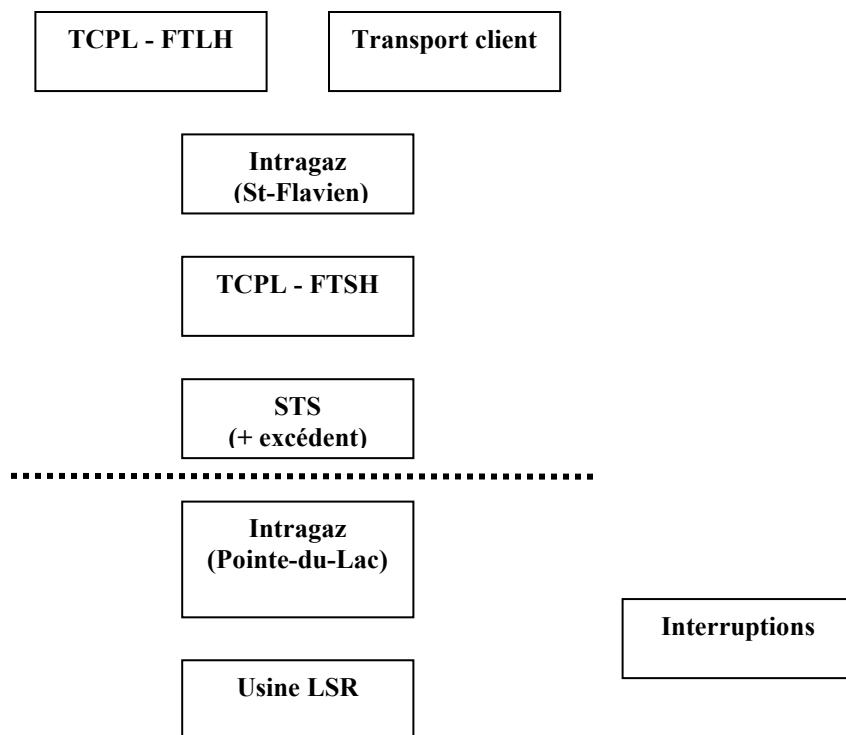 TCPL - FTLH
Transport client
Intragaz
(St-Flavien)
TCPL - FTSH
STS
(+ excédent)
Intragaz
(Pointe-du-Lac)
Interruptions
Usine LSR